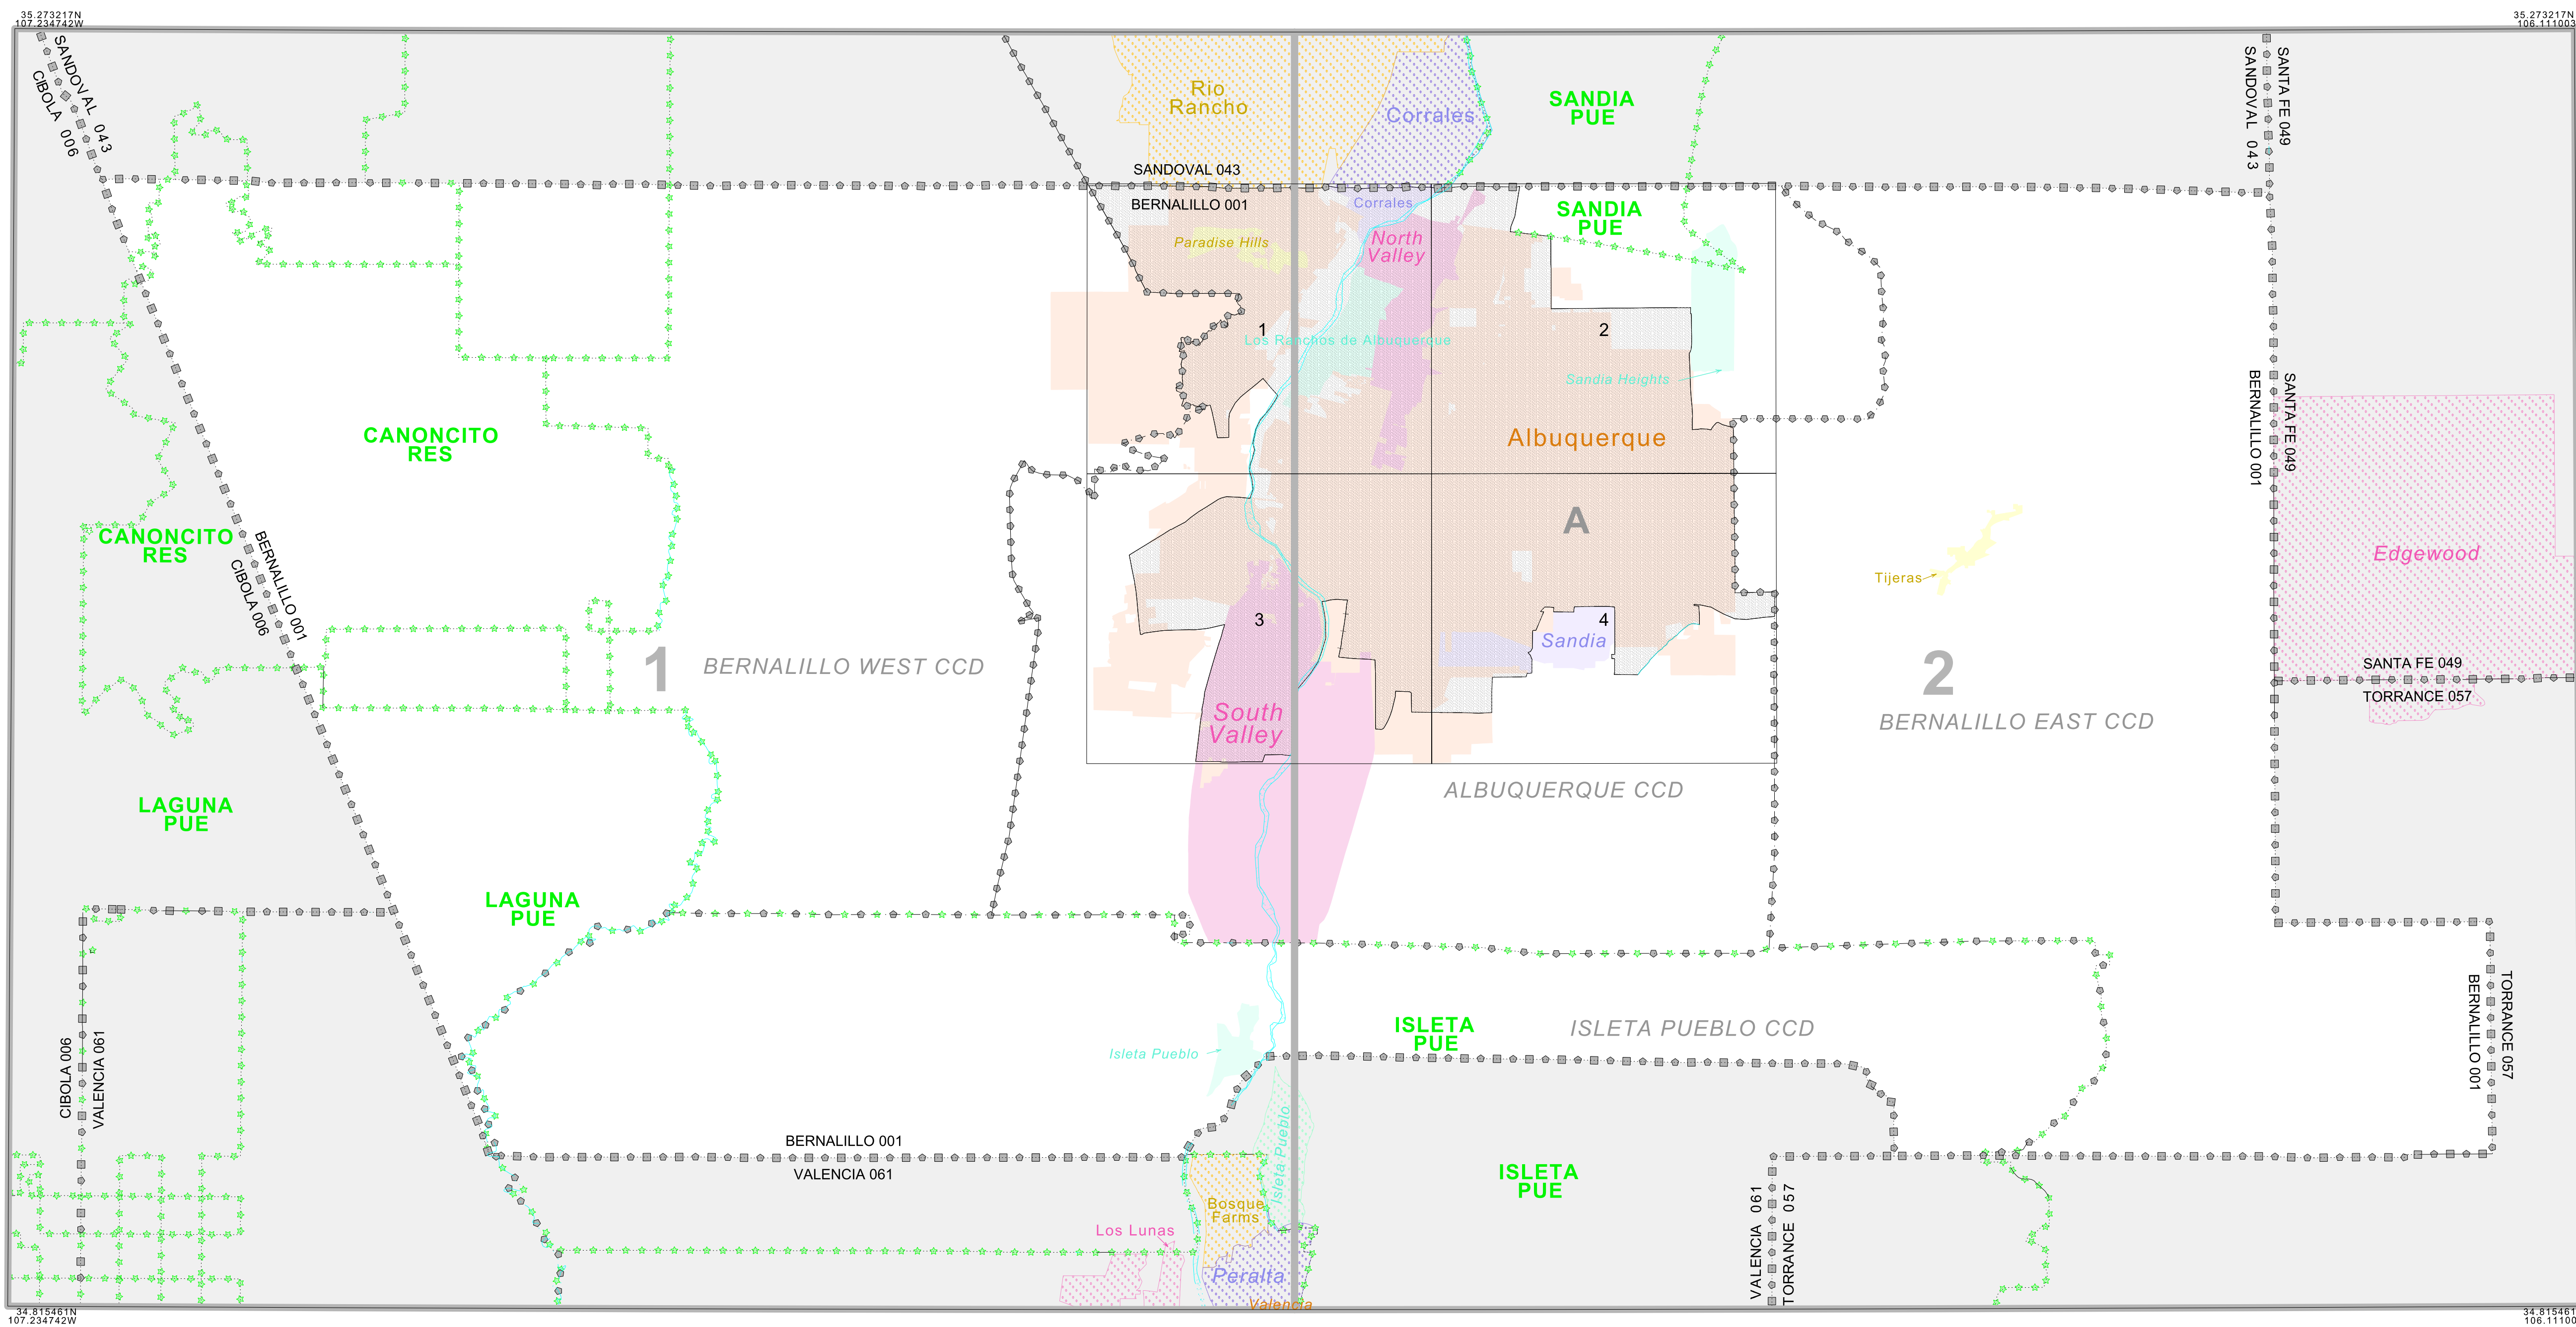 35.273217N
107.234742W
35.273217N
106.111003
SANDOVAL 043
CIBOLA 006
SANTA FE 049
SANDOVAL 043
Rio
Rancho
Corrales
SANDIA
PUE
SANDOVAL 043
BERNALILLO 001
Corrales
SANDIA
PUE
Paradise Hills
North
Valley
1
2
Los Ranchos de Albuquerque
Sandia Heights
SANTA FE 049
BERNALILLO 001
CANONCITO
RES
Albuquerque
A
CANONCITO
RES
BERNALILLO 001
CIBOLA 006
Edgewood
Tijeras
3
4
Sandia
1
BERNALILLO WEST CCD
2
BERNALILLO EAST CCD
SANTA FE 049
TORRANCE 057
South
Valley
ALBUQUERQUE CCD
LAGUNA
PUE
LAGUNA
PUE
ISLETA
PUE
ISLETA PUEBLO CCD
TORRANCE 057
BERNALILLO 001
Isleta Pueblo
CIBOLA 006
VALENCIA 061
BERNALILLO 001
VALENCIA 061
Isleta Pueblo
ISLETA
PUE
Bosque
Farms
Los Lunas
VALENCIA 061
TORRANCE 057
Peralta
Valencia
34.815461N
107.234742W
34.815461
106.11100